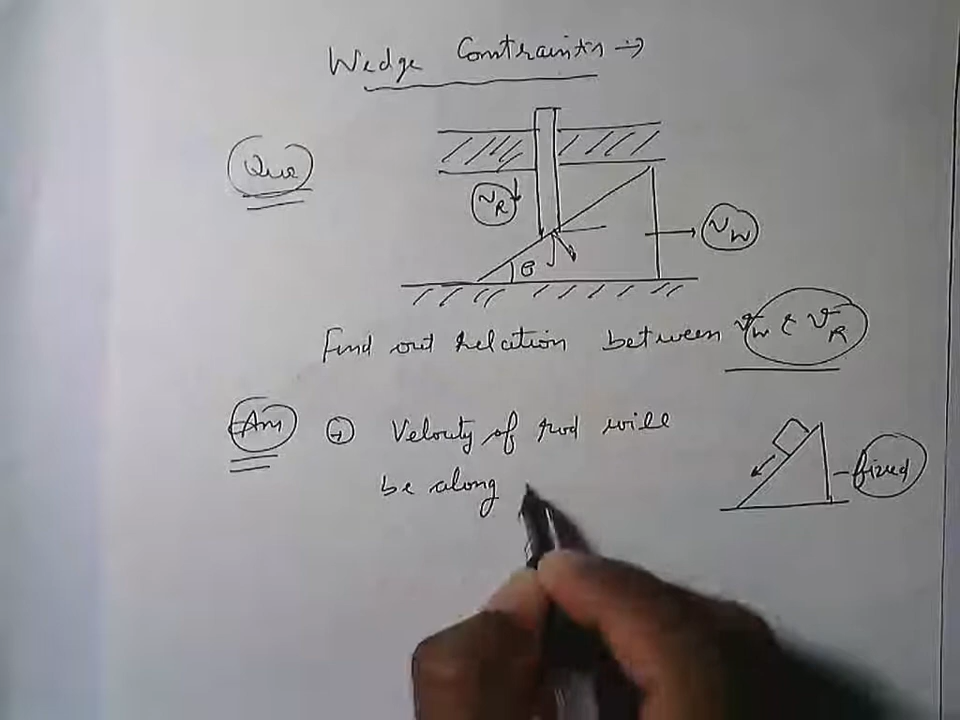 Wedge Contraints →
Que
v_R
v_W
θ
Find out relation between v_W & v_R
Ans → Velocity of rod will
be along
fixed